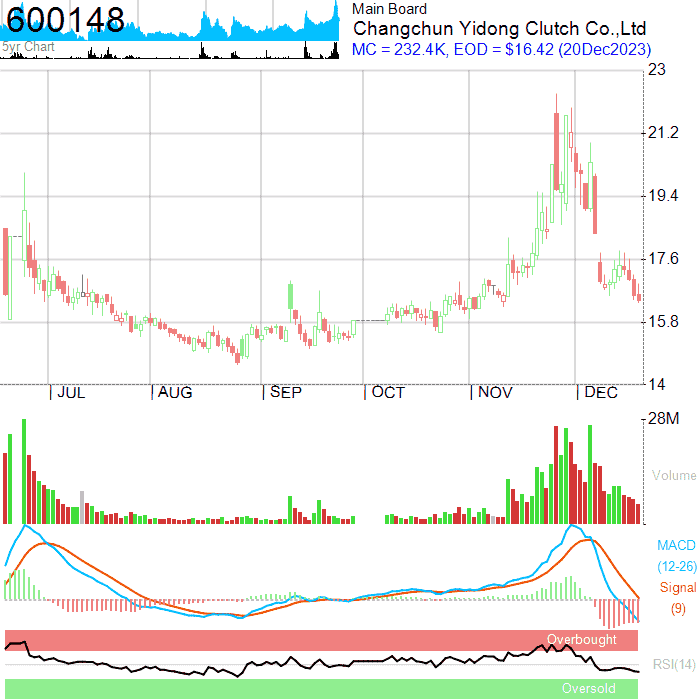 600148
5yr Chart
Main Board
Changchun Yidong Clutch Co.,Ltd
MC = 232.4K, EOD = $16.42 (20Dec2023)
23
21.2
19.4
17.6
15.8
14
JUL AUG SEP OCT NOV DEC
28M
Volume
MACD
(12-26)
Signal
(9)
Overbought
RSI(14)
Oversold